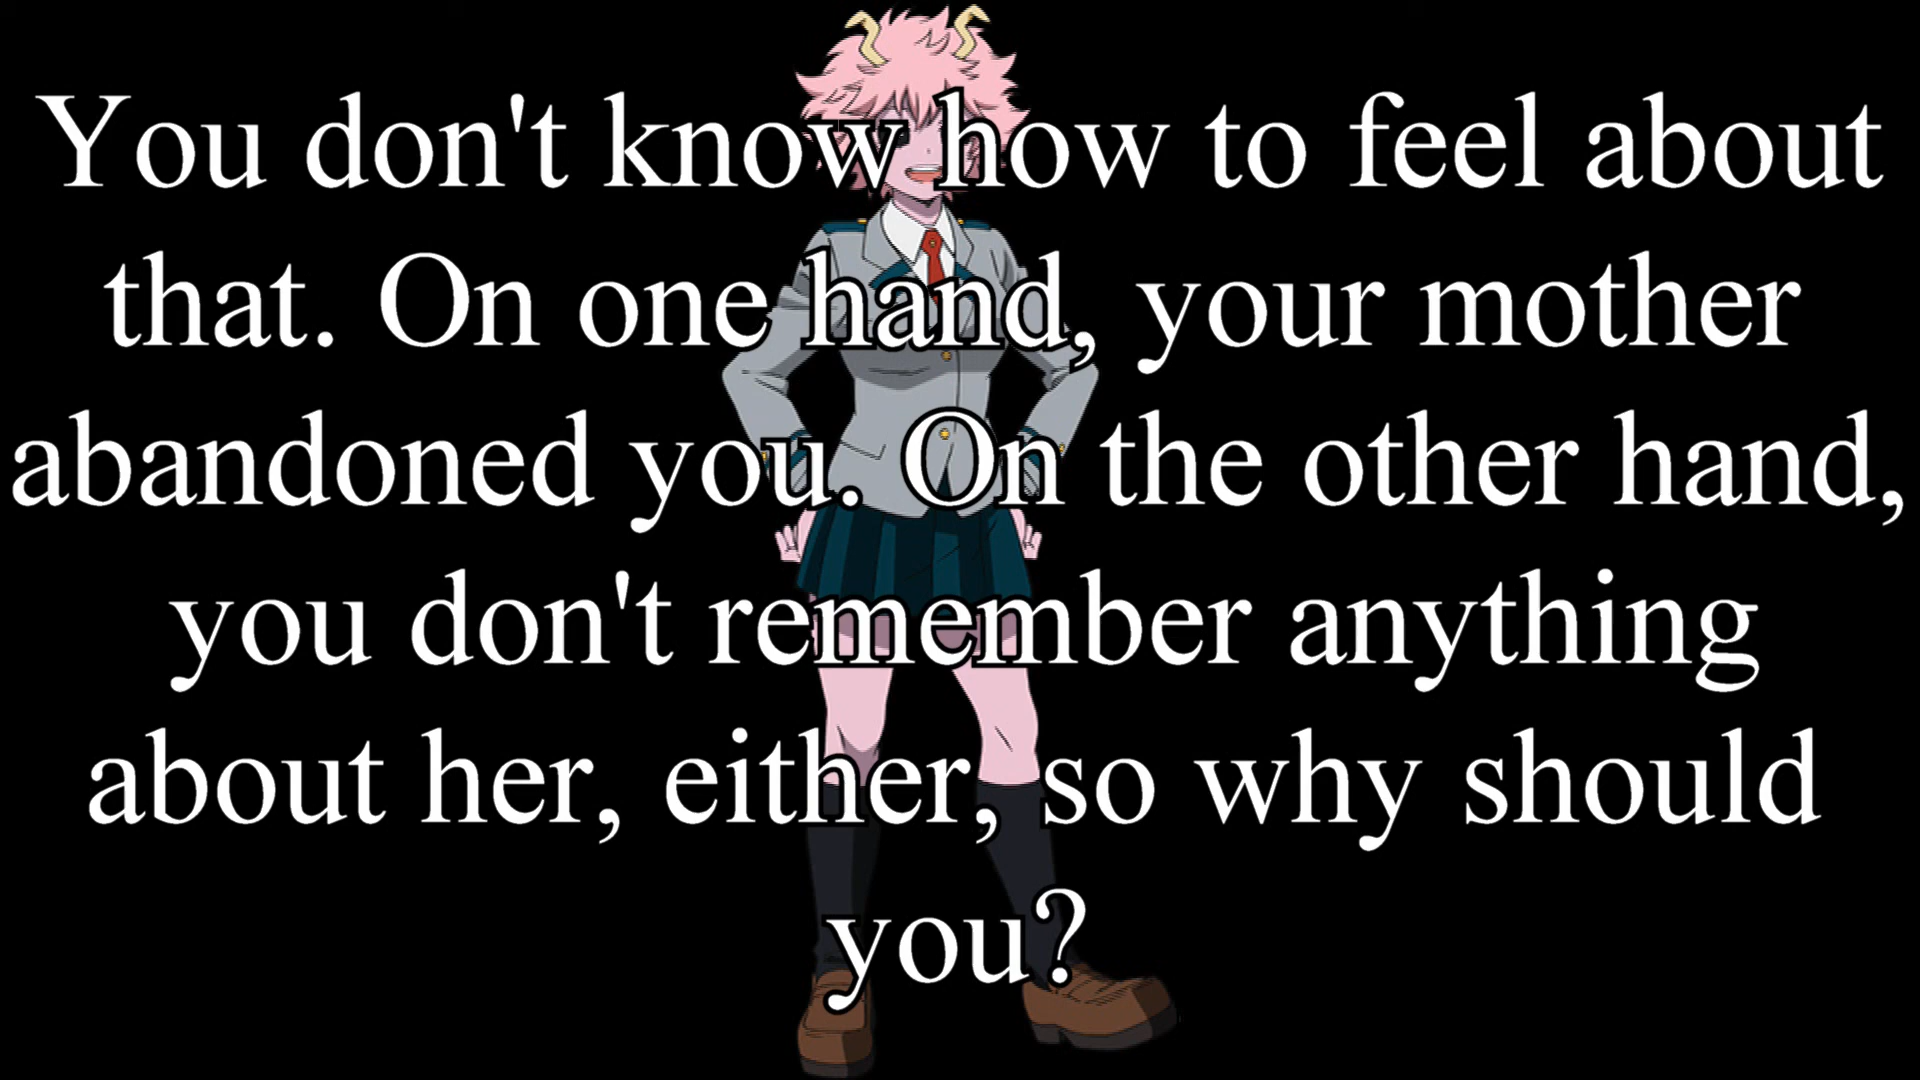 You don't know how to feel about
that. On one hand, your mother
abandoned you. On the other hand,
you don't remember anything
about her, either, so why should
you?